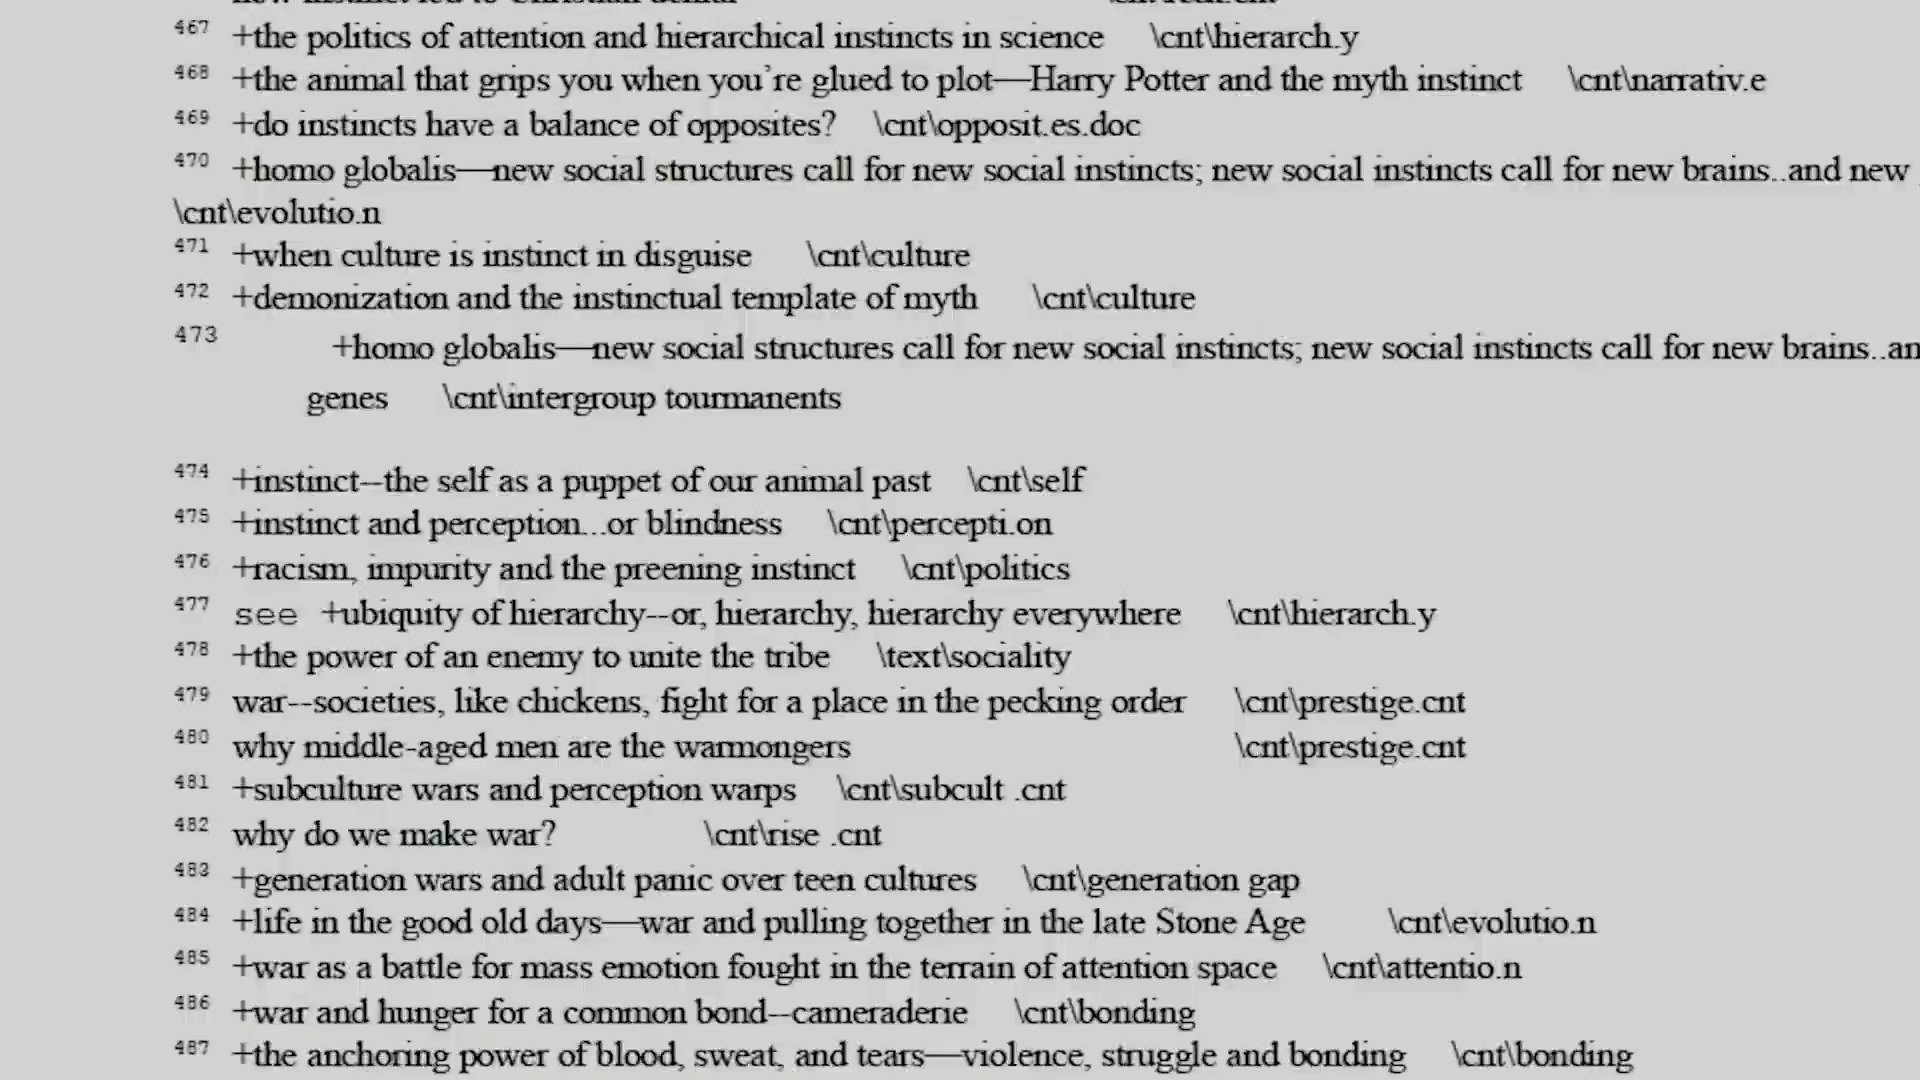 467 +the politics of attention and hierarchical instincts in science \cnt\hierarch.y
468 +the animal that grips you when you're glued to plot—Harry Potter and the myth instinct \cnt\narrativ.e
469 +do instincts have a balance of opposites? \cnt\opposit.es.doc
470 +homo globalis—new social structures call for new social instincts; new social instincts call for new brains..and new
\cnt\evolutio.n
471 +when culture is instinct in disguise \cnt\culture
472 +demonization and the instinctual template of myth \cnt\culture
473 +homo globalis—new social structures call for new social instincts; new social instincts call for new brains..an
genes \cnt\intergroup tourmanents
474 +instinct--the self as a puppet of our animal past \cnt\self
475 +instinct and perception...or blindness \cnt\percepti.on
476 +racism, impurity and the preening instinct \cnt\politics
477 see +ubiquity of hierarchy--or, hierarchy, hierarchy everywhere \cnt\hierarch.y
478 +the power of an enemy to unite the tribe \text\sociality
479 war--societies, like chickens, fight for a place in the pecking order \cnt\prestige.cnt
480 why middle-aged men are the warmongers \cnt\prestige.cnt
481 +subculture wars and perception warps \cnt\subcult .cnt
482 why do we make war? \cnt\rise .cnt
483 +generation wars and adult panic over teen cultures \cnt\generation gap
484 +life in the good old days—war and pulling together in the late Stone Age \cnt\evolutio.n
485 +war as a battle for mass emotion fought in the terrain of attention space \cnt\attentio.n
486 +war and hunger for a common bond--cameraderie \cnt\bonding
487 +the anchoring power of blood, sweat, and tears—violence, struggle and bonding \cnt\bonding